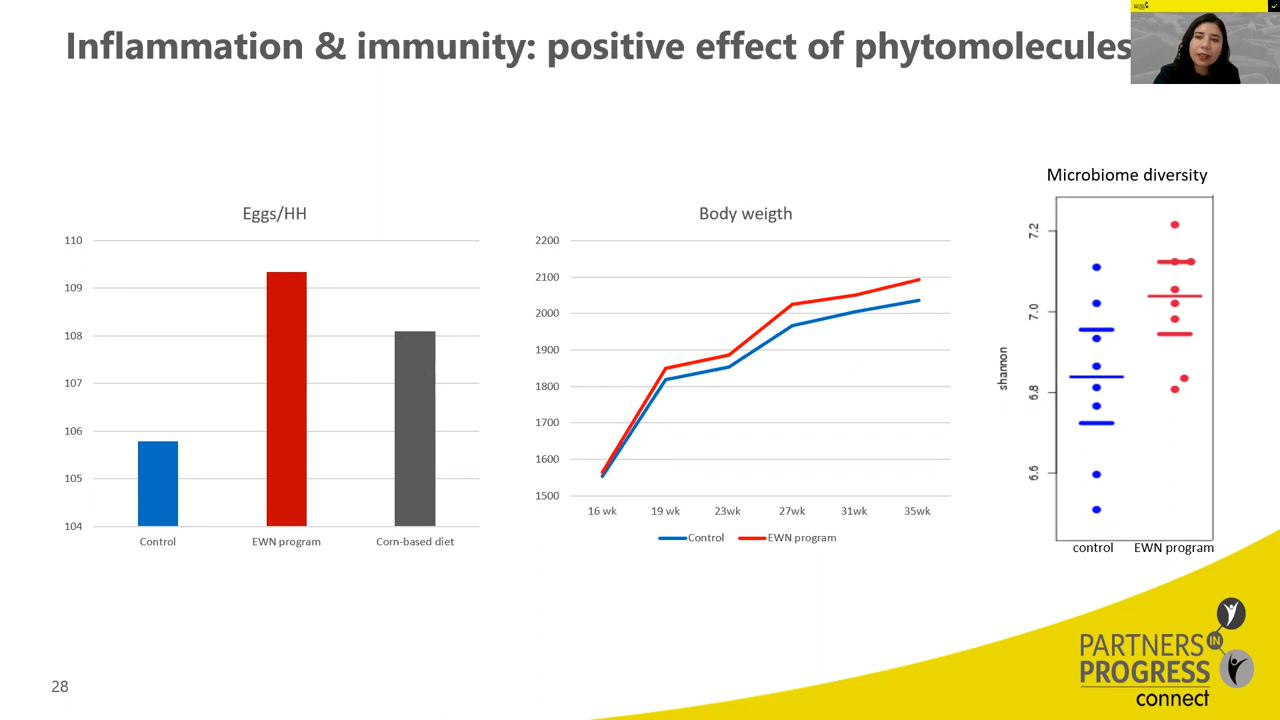 Inflammation & immunity: positive effect of phytomolecules
Eggs/HH
110
109
108
107
106
105
104
Control
EWN program
Corn-based diet
Body weigth
2200
2100
2000
1900
1800
1700
1600
1500
16 wk
19 wk
23wk
27wk
31wk
35wk
Control
EWN program
Microbiome diversity
shannon
7.2
7.0
6.8
6.6
control
EWN program
PARTNERS
IN
PROGRESS
connect
28